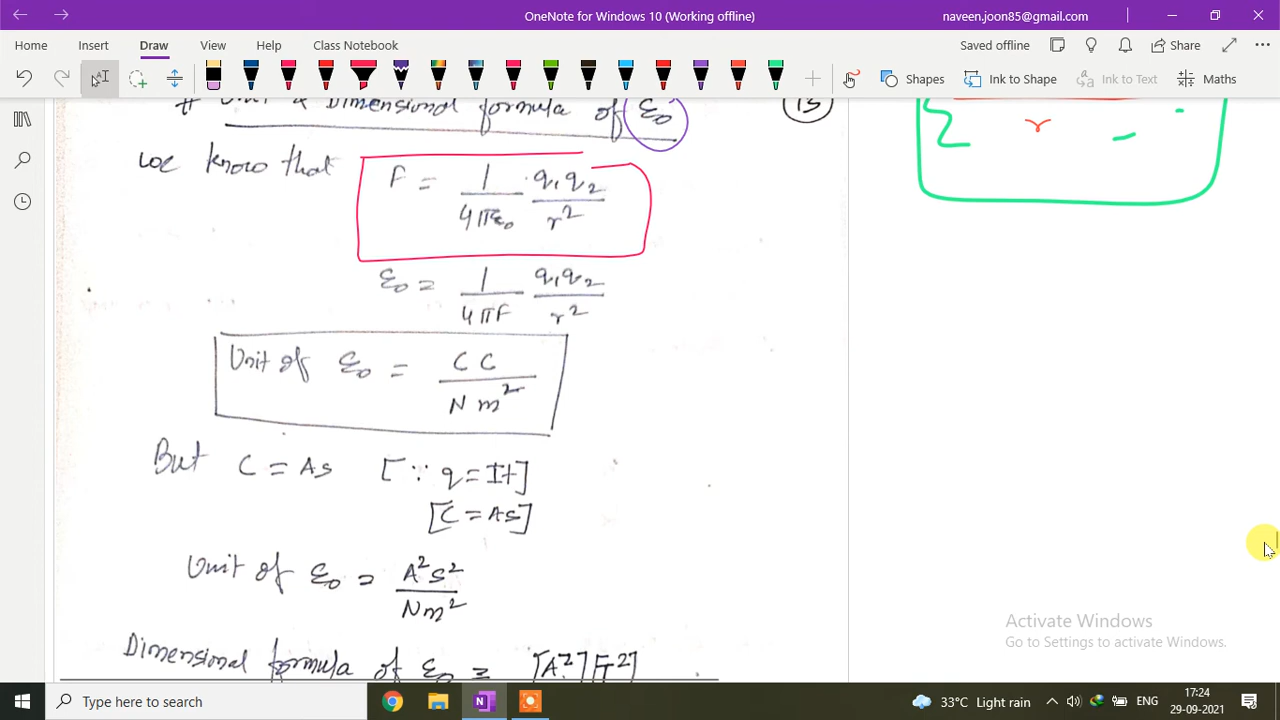 OneNote for Windows 10 (Working offline)
naveen.joon85@gmail.com
Home Insert Draw View Help Class Notebook
Saved offline Share
Shapes Ink to Shape Ink to Text Maths
# Unit & Dimensional formula of ε₀
(13)
we know that F = 1/4πε₀ · q₁q₂/r²
ε₀ = 1/4πF q₁q₂/r²
Unit of ε₀ = C C/N m²
But C = As [∵ q = It]
[C = As]
Unit of ε₀ = A²s²/Nm²
Dimensional formula of ε₀ = [A²][T²]
Activate Windows
Go to Settings to activate Windows.
Type here to search
33°C Light rain
ENG
17:24
29-09-2021